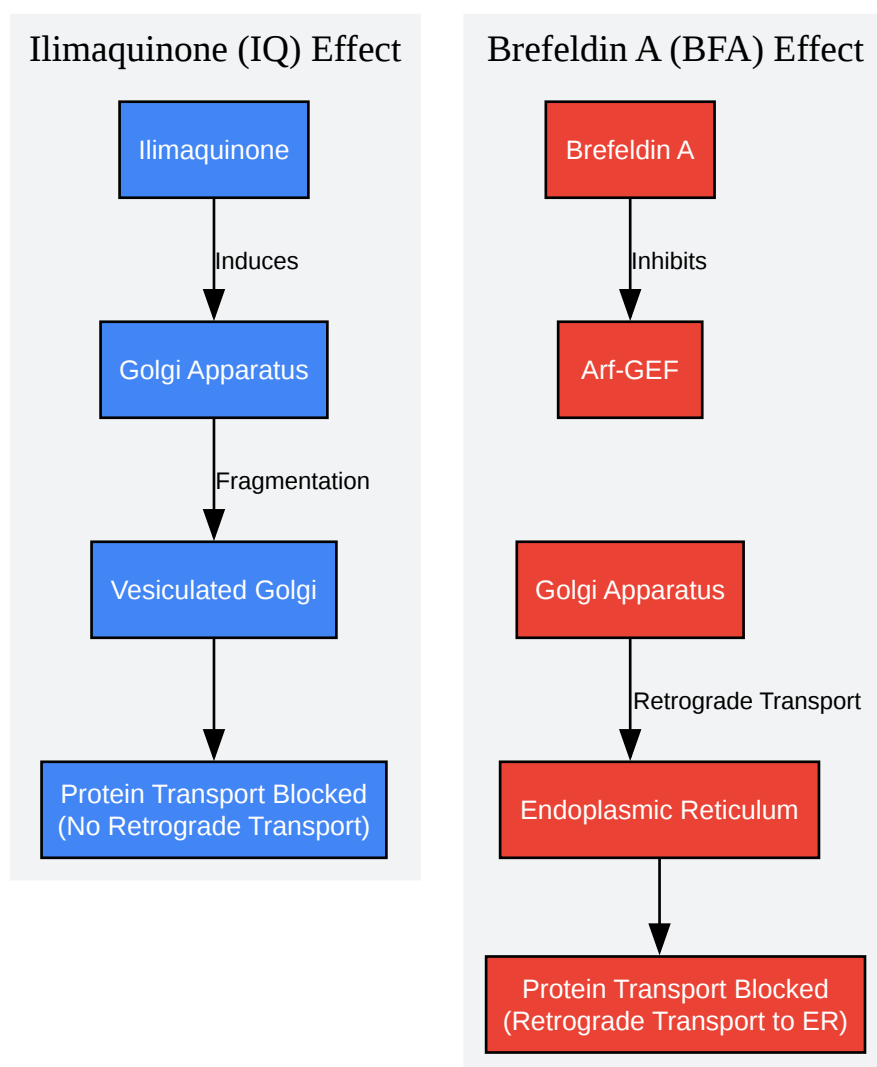 Ilimaquinone (IQ) Effect
Ilimaquinone
Induces
Golgi Apparatus
Fragmentation
Vesiculated Golgi
Protein Transport Blocked
(No Retrograde Transport)
Brefeldin A (BFA) Effect
Brefeldin A
Inhibits
Arf-GEF
Golgi Apparatus
Retrograde Transport
Endoplasmic Reticulum
Protein Transport Blocked
(Retrograde Transport to ER)